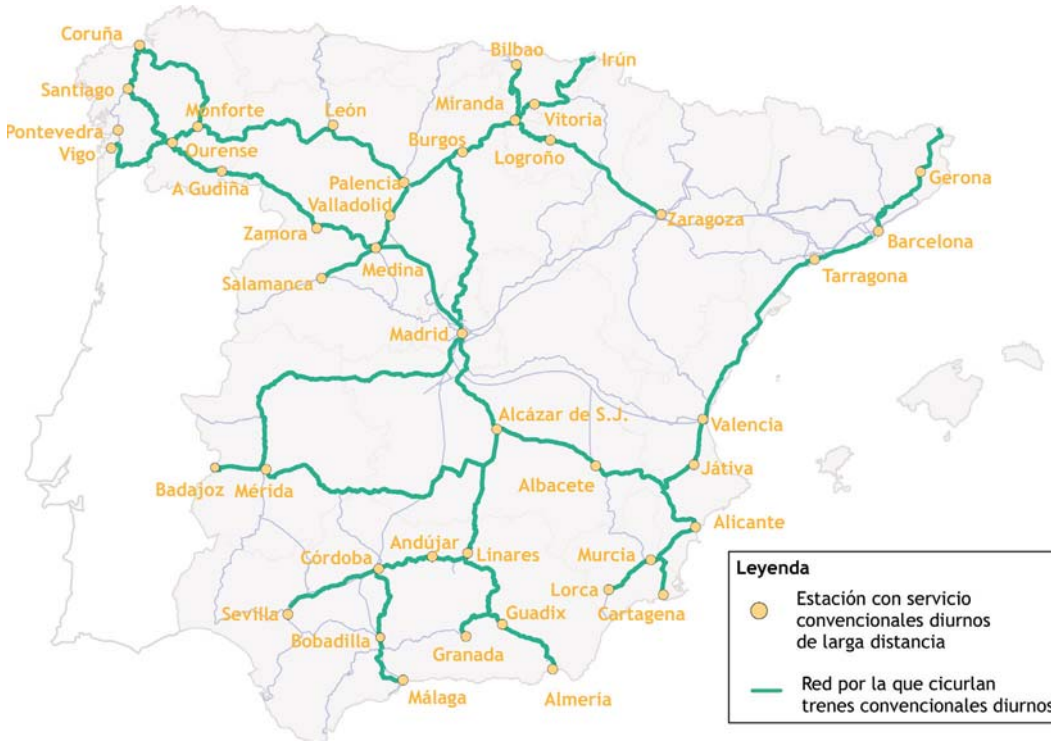 Coruña
Bilbao
Irún
Santiago
Miranda
Monforte
León
Vitoria
Pontevedra
Burgos
Vigo
Ourense
Logroño
Gerona
A Gudiña
Palencia
Valladolid
Zaragoza
Zamora
Barcelona
Medina
Tarragona
Salamanca
Madrid
Alcázar de S.J.
Valencia
Játiva
Badajoz
Mérida
Albacete
Alicante
Andújar
Linares
Murcia
Córdoba
Lorca
Cartagena
Sevilla
Guadix
Bobadilla
Granada
Málaga
Almería
Leyenda
Estación con servicio
convencionales diurnos
de larga distancia
Red por la que cicurlan
trenes convencionales diurnos